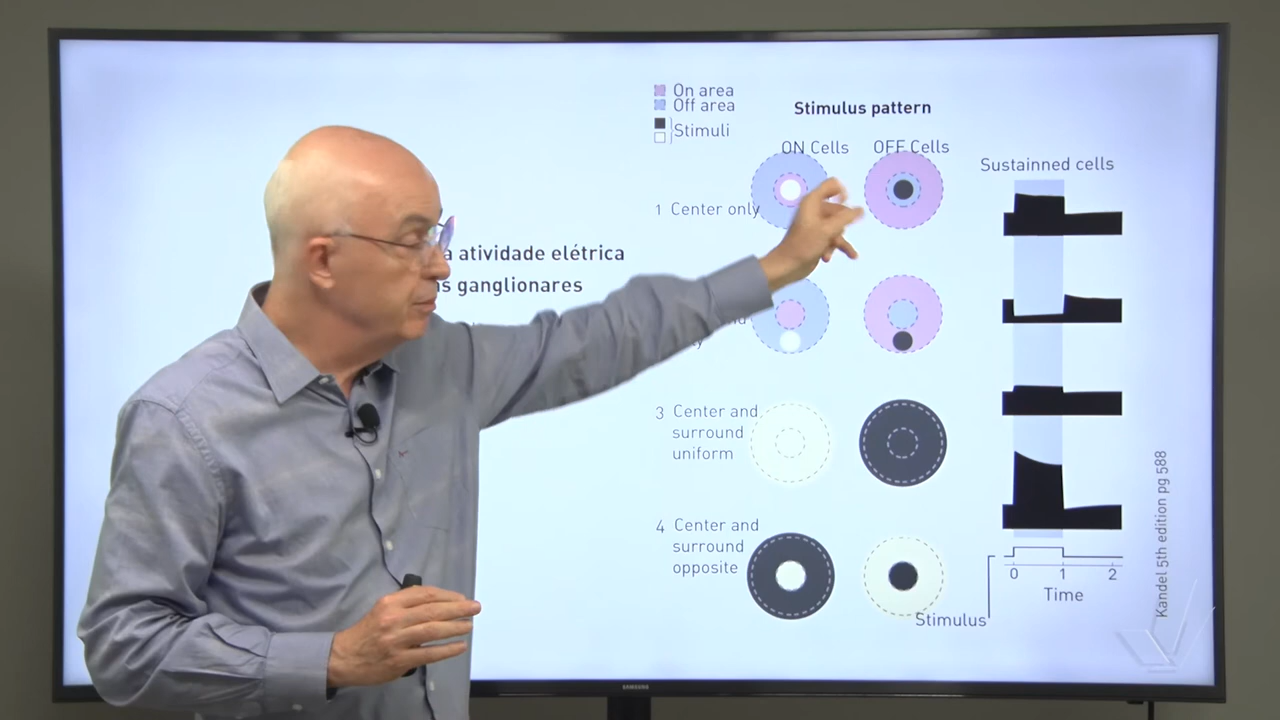 On area
Off area
Stimuli
Stimulus pattern
ON Cells
OFF Cells
Sustainned cells
1 Center only
a atividade elétrica
ganglionares
3 Center and
surround
uniform
4 Center and
surround
opposite
0 1 2
Time
Stimulus
Kandel 5th edition pg 588
SAMSUNG